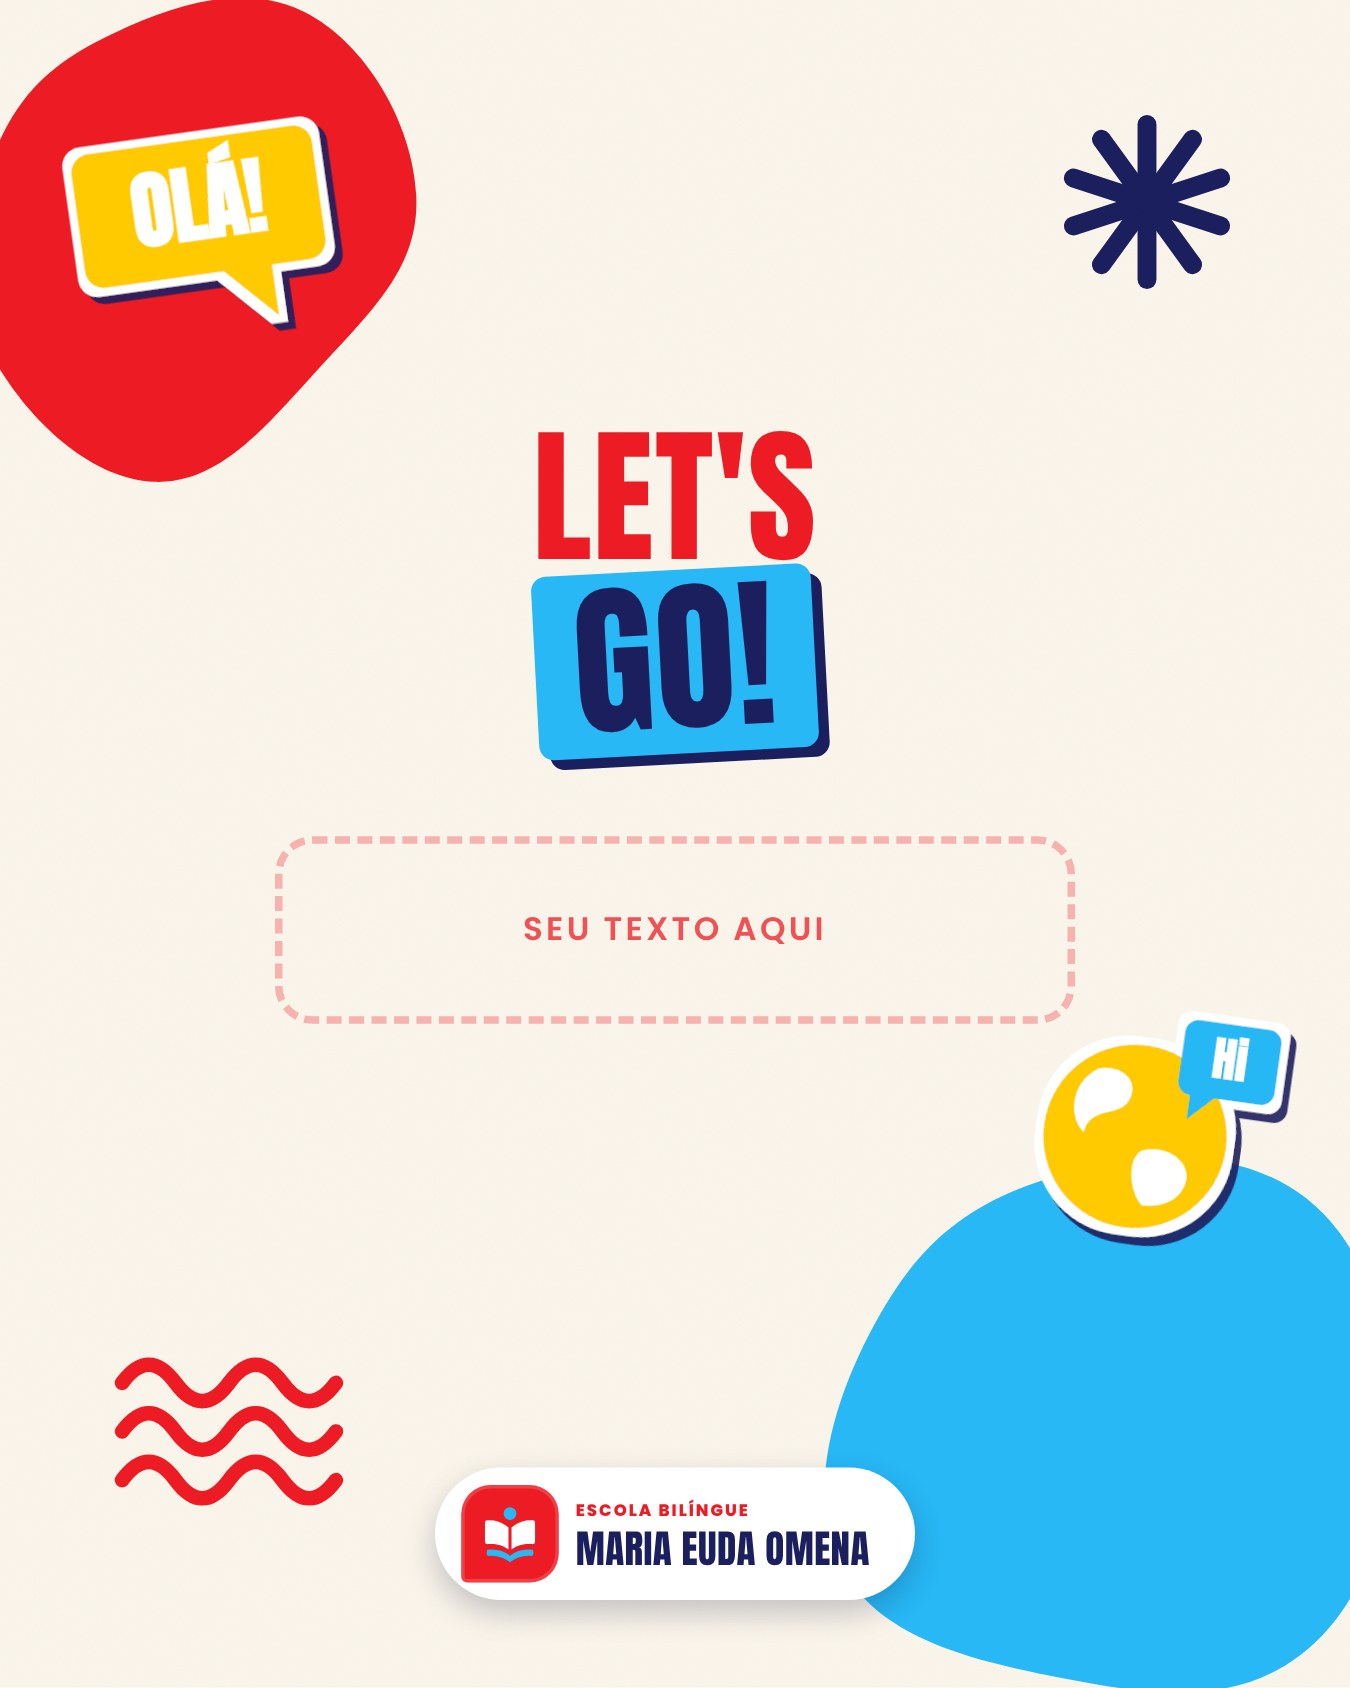 OLÁ!
LET'S
GO!
SEU TEXTO AQUI
Hi
ESCOLA BILÍNGUE
MARIA EUDA OMENA